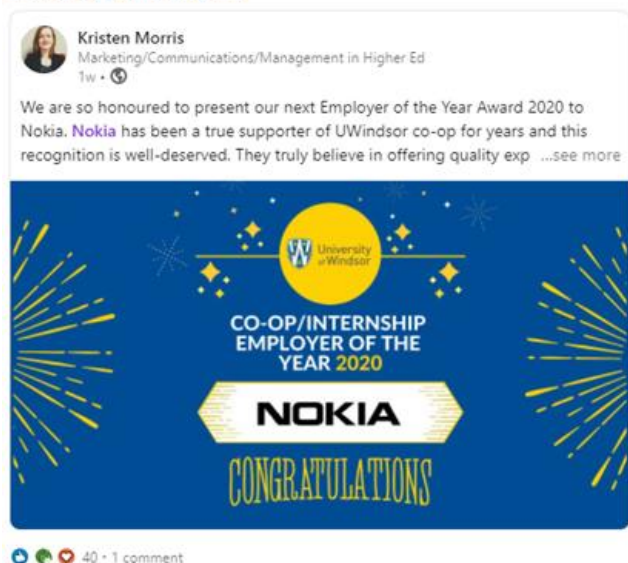 Kristen Morris
Marketing/Communications/Management in Higher Ed
1w •
We are so honoured to present our next Employer of the Year Award 2020 to
Nokia. Nokia has been a true supporter of UWindsor co-op for years and this
recognition is well-deserved. They truly believe in offering quality exp ...see more
University
of Windsor
CO-OP/INTERNSHIP
EMPLOYER OF THE
YEAR 2020
NOKIA
CONGRATULATIONS
40 • 1 comment